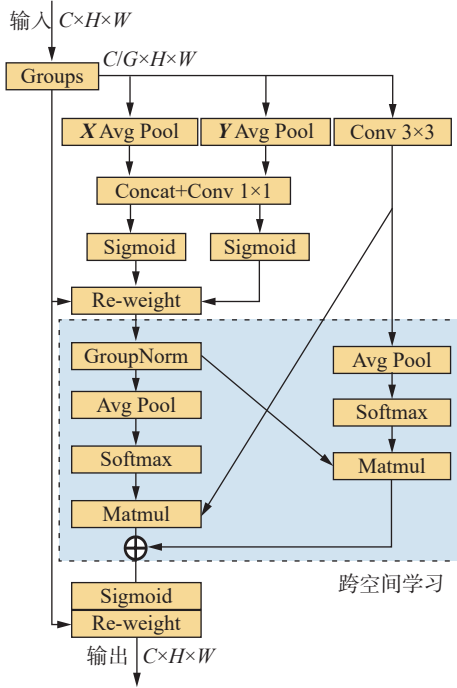 输入 C×H×W
C/G×H×W
Groups
X Avg Pool
Y Avg Pool
Conv 3×3
Concat+Conv 1×1
Sigmoid
Sigmoid
Re-weight
GroupNorm
Avg Pool
Avg Pool
Softmax
Softmax
Matmul
Matmul
跨空间学习
Sigmoid
Re-weight
输出 C×H×W